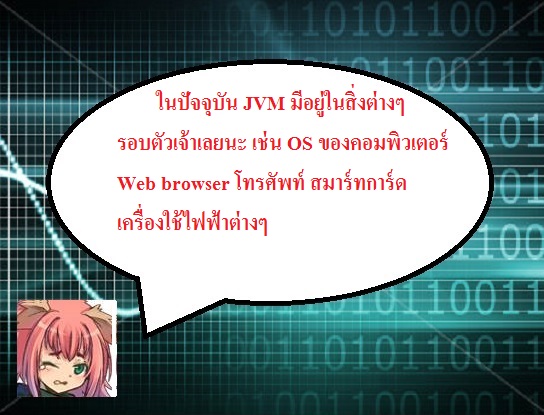 ในปัจจุบัน JVM มีอยู่ในสิ่งต่างๆ
รอบตัวเจ้าเลยนะ เช่น OS ของคอมพิวเตอร์
Web browser โทรศัพท์ สมาร์ทการ์ด
เครื่องใช้ไฟฟ้าต่างๆ